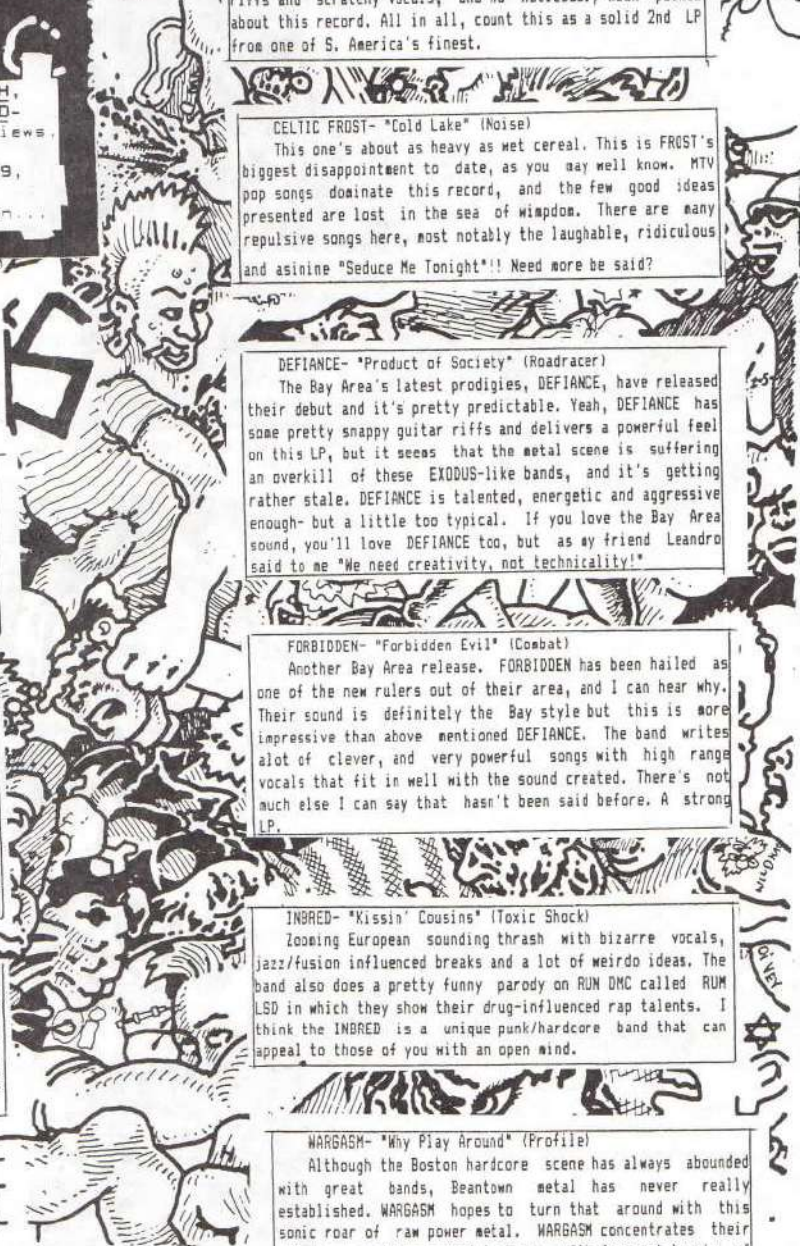 H,
D-
iews.
9,
n...
riffs and scratchy vocals,
about this record. All in all, count this as a solid 2nd LP
from one of S. America's finest.
CELTIC FROST- "Cold Lake" (Noise)
This one's about as heavy as wet cereal. This is FROST's
biggest disappointment to date, as you may well know. MTV
pop songs dominate this record, and the few good ideas
presented are lost in the sea of wimpdom. There are many
repulsive songs here, most notably the laughable, ridiculous
and asinine "Seduce Me Tonight"!! Need more be said?
DEFIANCE- "Product of Society" (Roadracer)
The Bay Area's latest prodigies, DEFIANCE, have released
their debut and it's pretty predictable. Yeah, DEFIANCE has
some pretty snappy guitar riffs and delivers a powerful feel
on this LP, but it seems that the metal scene is suffering
an overkill of these EXODUS-like bands, and it's getting
rather stale. DEFIANCE is talented, energetic and aggressive
enough- but a little too typical. If you love the Bay Area
sound, you'll love DEFIANCE too, but as my friend Leandro
said to me "We need creativity, not technicality!"
FORBIDDEN- "Forbidden Evil" (Combat)
Another Bay Area release. FORBIDDEN has been hailed as
one of the new rulers out of their area, and I can hear why.
Their sound is definitely the Bay style but this is more
impressive than above mentioned DEFIANCE. The band writes
alot of clever, and very powerful songs with high range
vocals that fit in well with the sound created. There's not
much else I can say that hasn't been said before. A strong
LP.
INBRED- "Kissin' Cousins" (Toxic Shock)
Zooming European sounding thrash with bizarre vocals,
jazz/fusion influenced breaks and a lot of weirdo ideas. The
band also does a pretty funny parody on RUN DMC called RUM
LSD in which they show their drug-influenced rap talents. I
think the INBRED is a unique punk/hardcore band that can
appeal to those of you with an open mind.
OI VEY
WARGASM- "Why Play Around" (Profile)
Although the Boston hardcore scene has always abounded
with great bands, Beantown metal has never really
established. WARGASM hopes to turn that around with this
sonic roar of raw power metal. WARGASM concentrates their